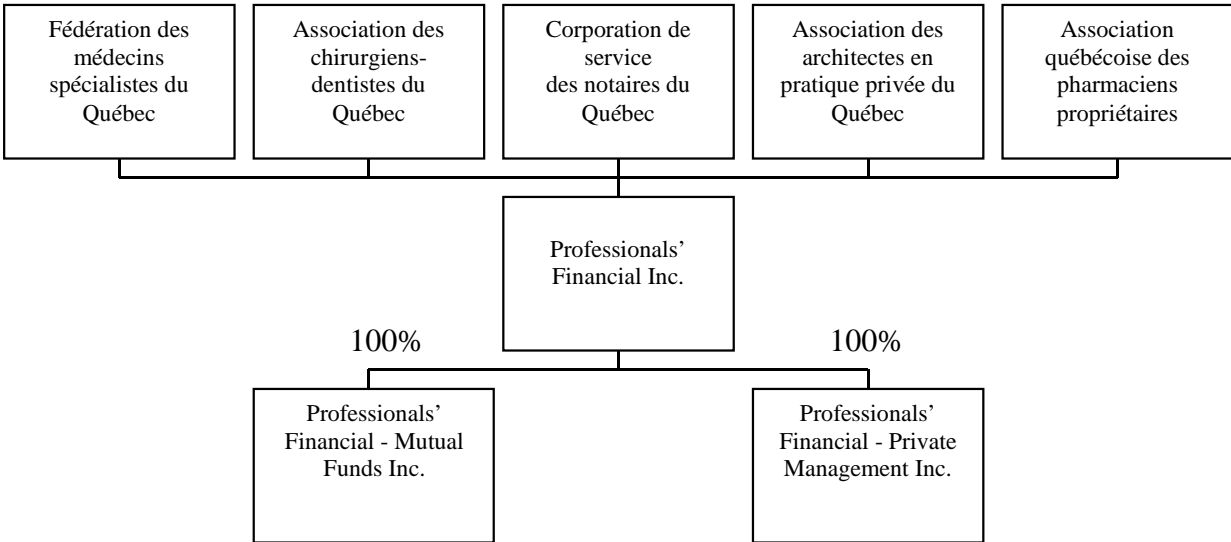 Fédération des
médecins
spécialistes du
Québec
Association des
chirurgiens-
dentistes du
Québec
Corporation de
service
des notaires du
Québec
Association des
architectes en
pratique privée du
Québec
Association
québécoise des
pharmaciens
propriétaires
Professionals’
Financial Inc.
100%
100%
Professionals’
Financial - Mutual
Funds Inc.
Professionals’
Financial - Private
Management Inc.